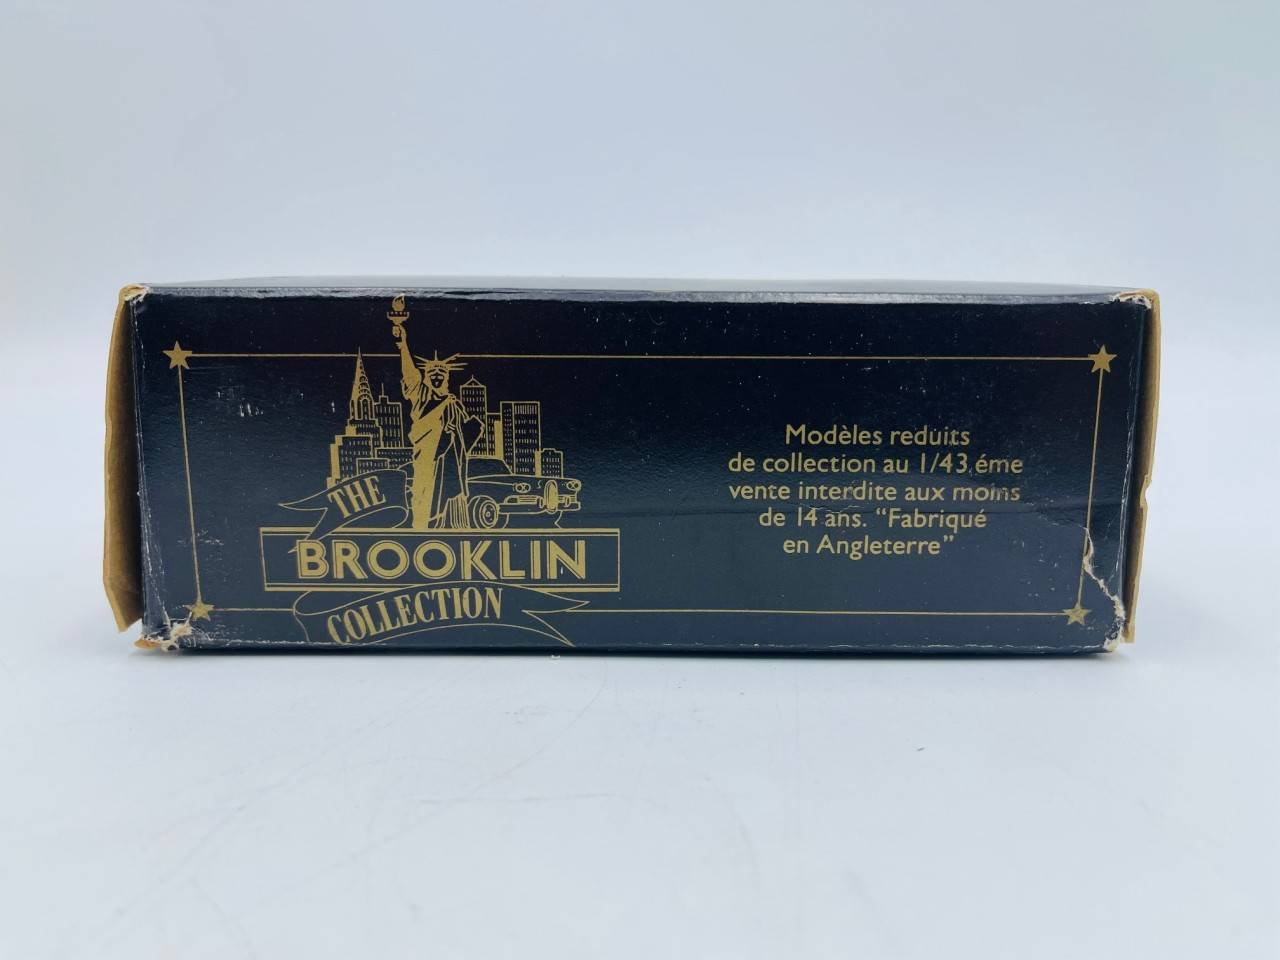 THE
BROOKLIN
COLLECTION
Modèles reduits
de collection au 1/43 éme
vente interdite aux moins
de 14 ans. “Fabriqué
en Angleterre”